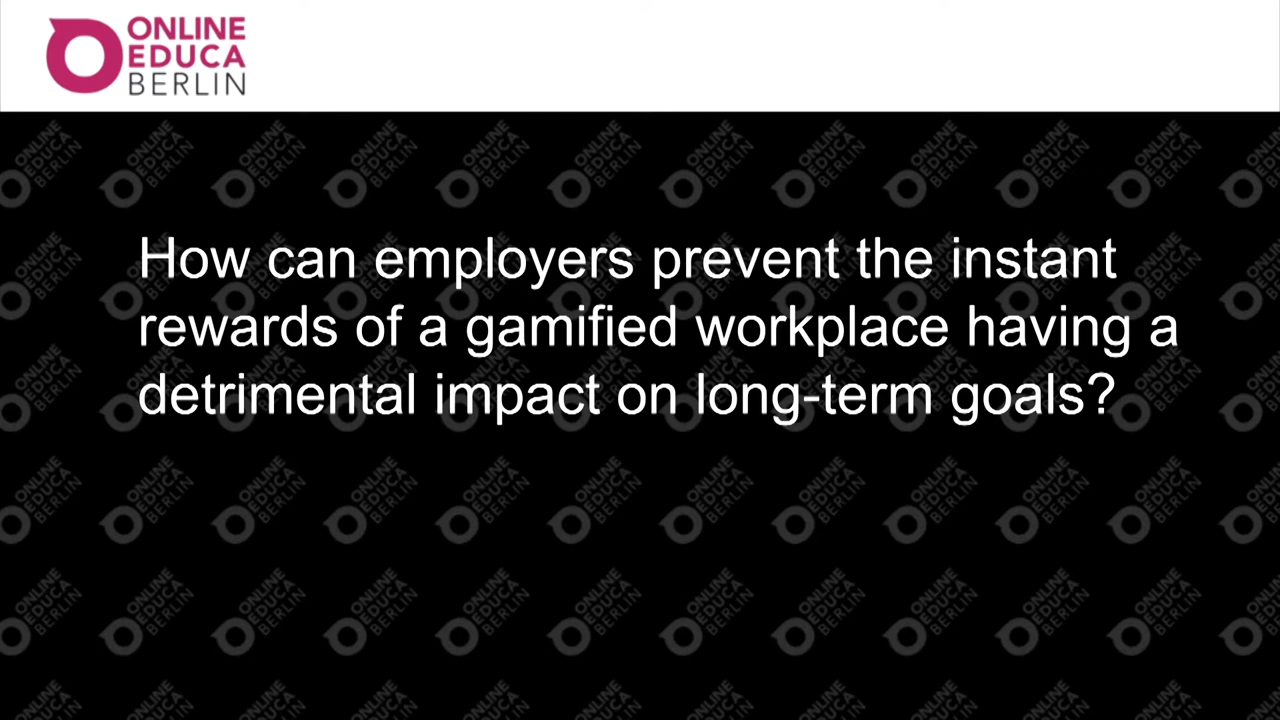 ONLINE
EDUCA
BERLIN
How can employers prevent the instant
rewards of a gamified workplace having a
detrimental impact on long-term goals?